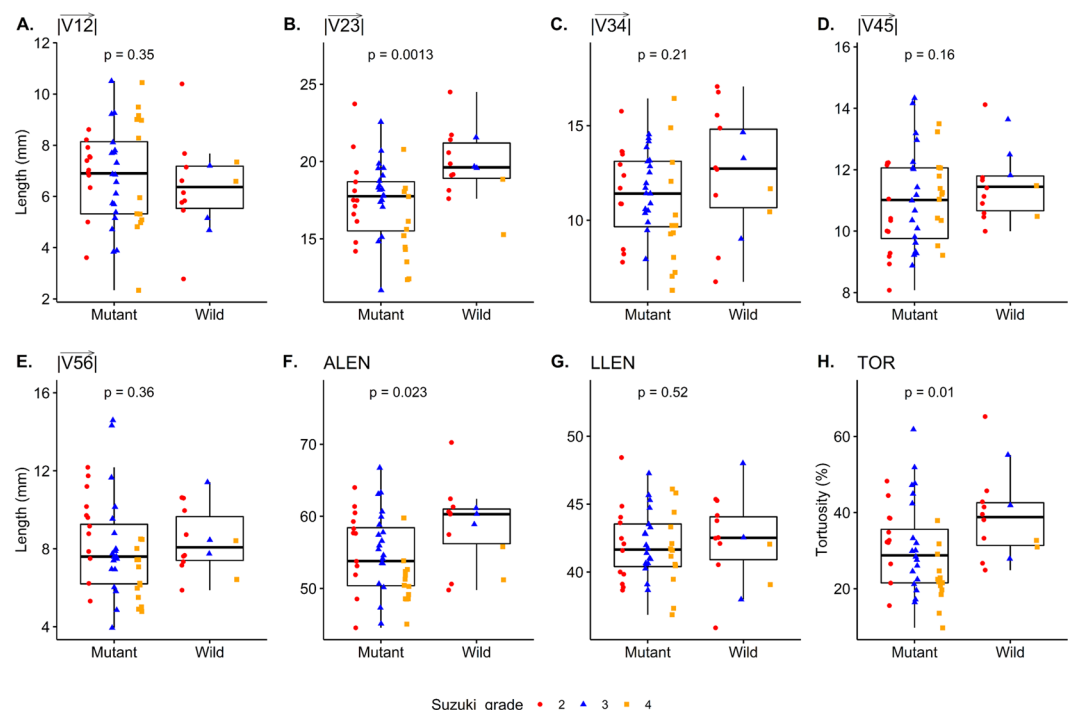 A. |V12|
B. |V23|
C. |V34|
D. |V45|
p = 0.35
p = 0.0013
p = 0.21
p = 0.16
Length (mm)
12
10
8
6
4
2
25
20
15
15
10
16
14
12
10
8
Mutant Wild
Mutant Wild
Mutant Wild
Mutant Wild
E. |V56|
F. ALEN
G. LLEN
H. TOR
p = 0.36
p = 0.023
p = 0.52
p = 0.01
Length (mm)
16
12
8
4
70
60
50
50
45
40
Tortuosity (%)
60
40
20
Mutant Wild
Mutant Wild
Mutant Wild
Mutant Wild
Suzuki_grade 2 3 4